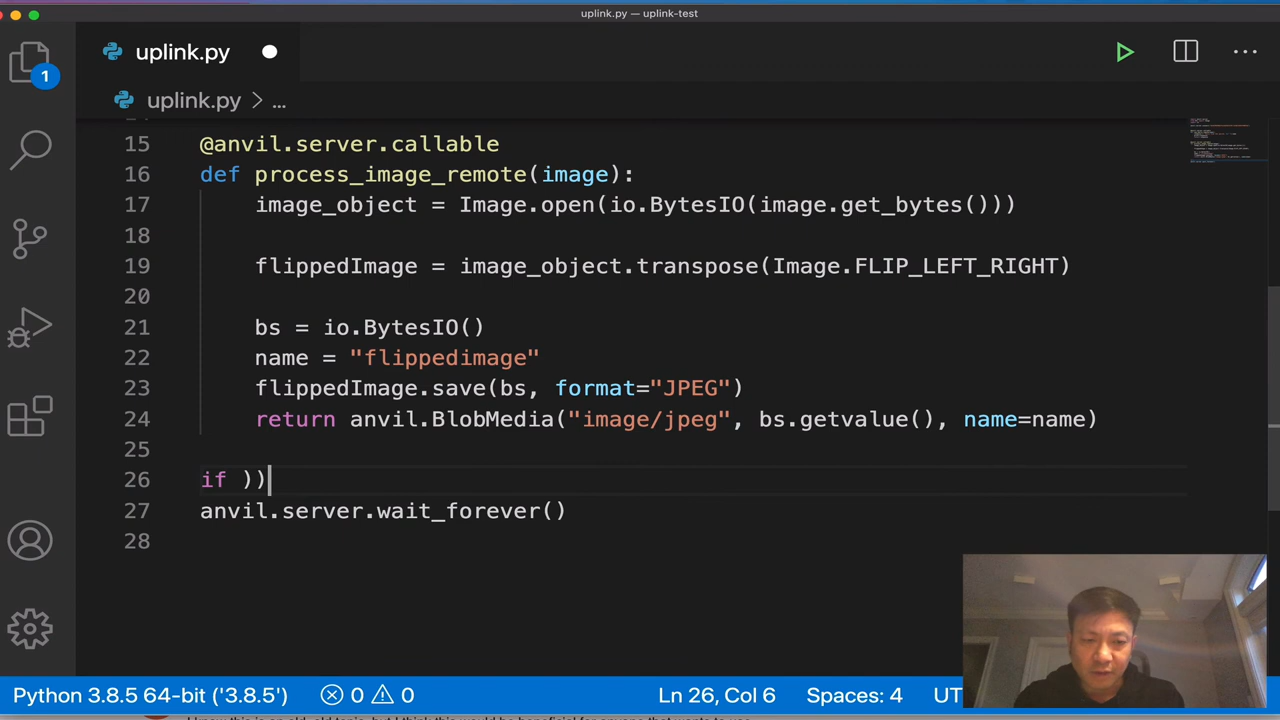 uplink.py — uplink-test
uplink.py
1
uplink.py > ...
15 @anvil.server.callable
16 def process_image_remote(image):
17 image_object = Image.open(io.BytesIO(image.get_bytes()))
18
19 flippedImage = image_object.transpose(Image.FLIP_LEFT_RIGHT)
20
21 bs = io.BytesIO()
22 name = "flippedimage"
23 flippedImage.save(bs, format="JPEG")
24 return anvil.BlobMedia("image/jpeg", bs.getvalue(), name=name)
25
26 if ))
27 anvil.server.wait_forever()
28
Python 3.8.5 64-bit ('3.8.5') 0 0 Ln 26, Col 6 Spaces: 4 UT